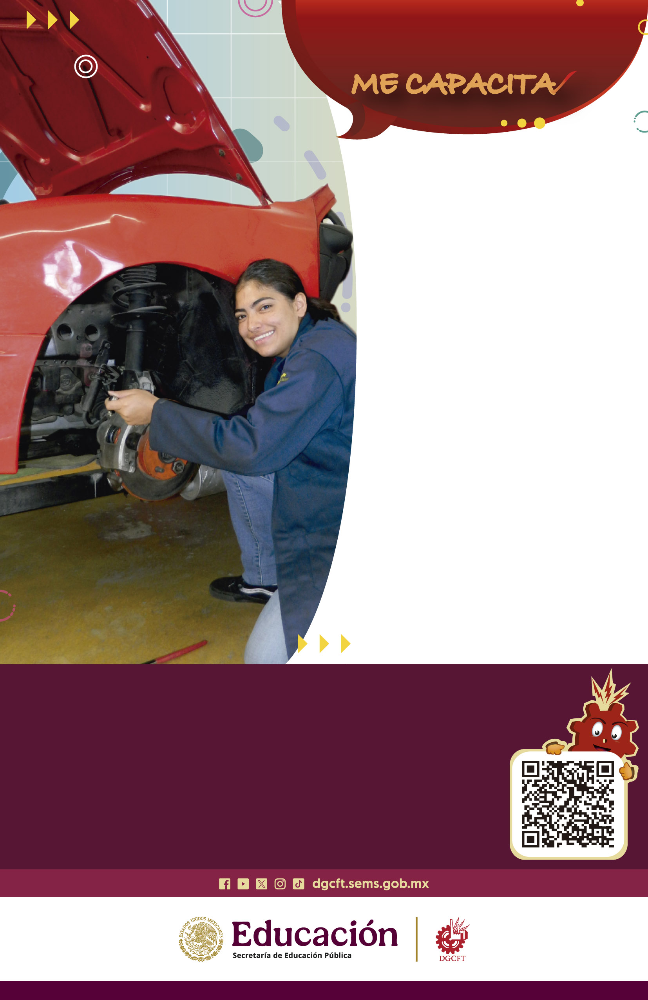 ME CAPACITA
dgcft.sems.gob.mx
ESTADOS UNIDOS MEXICANOS
Educación
Secretaría de Educación Pública
DGCFT